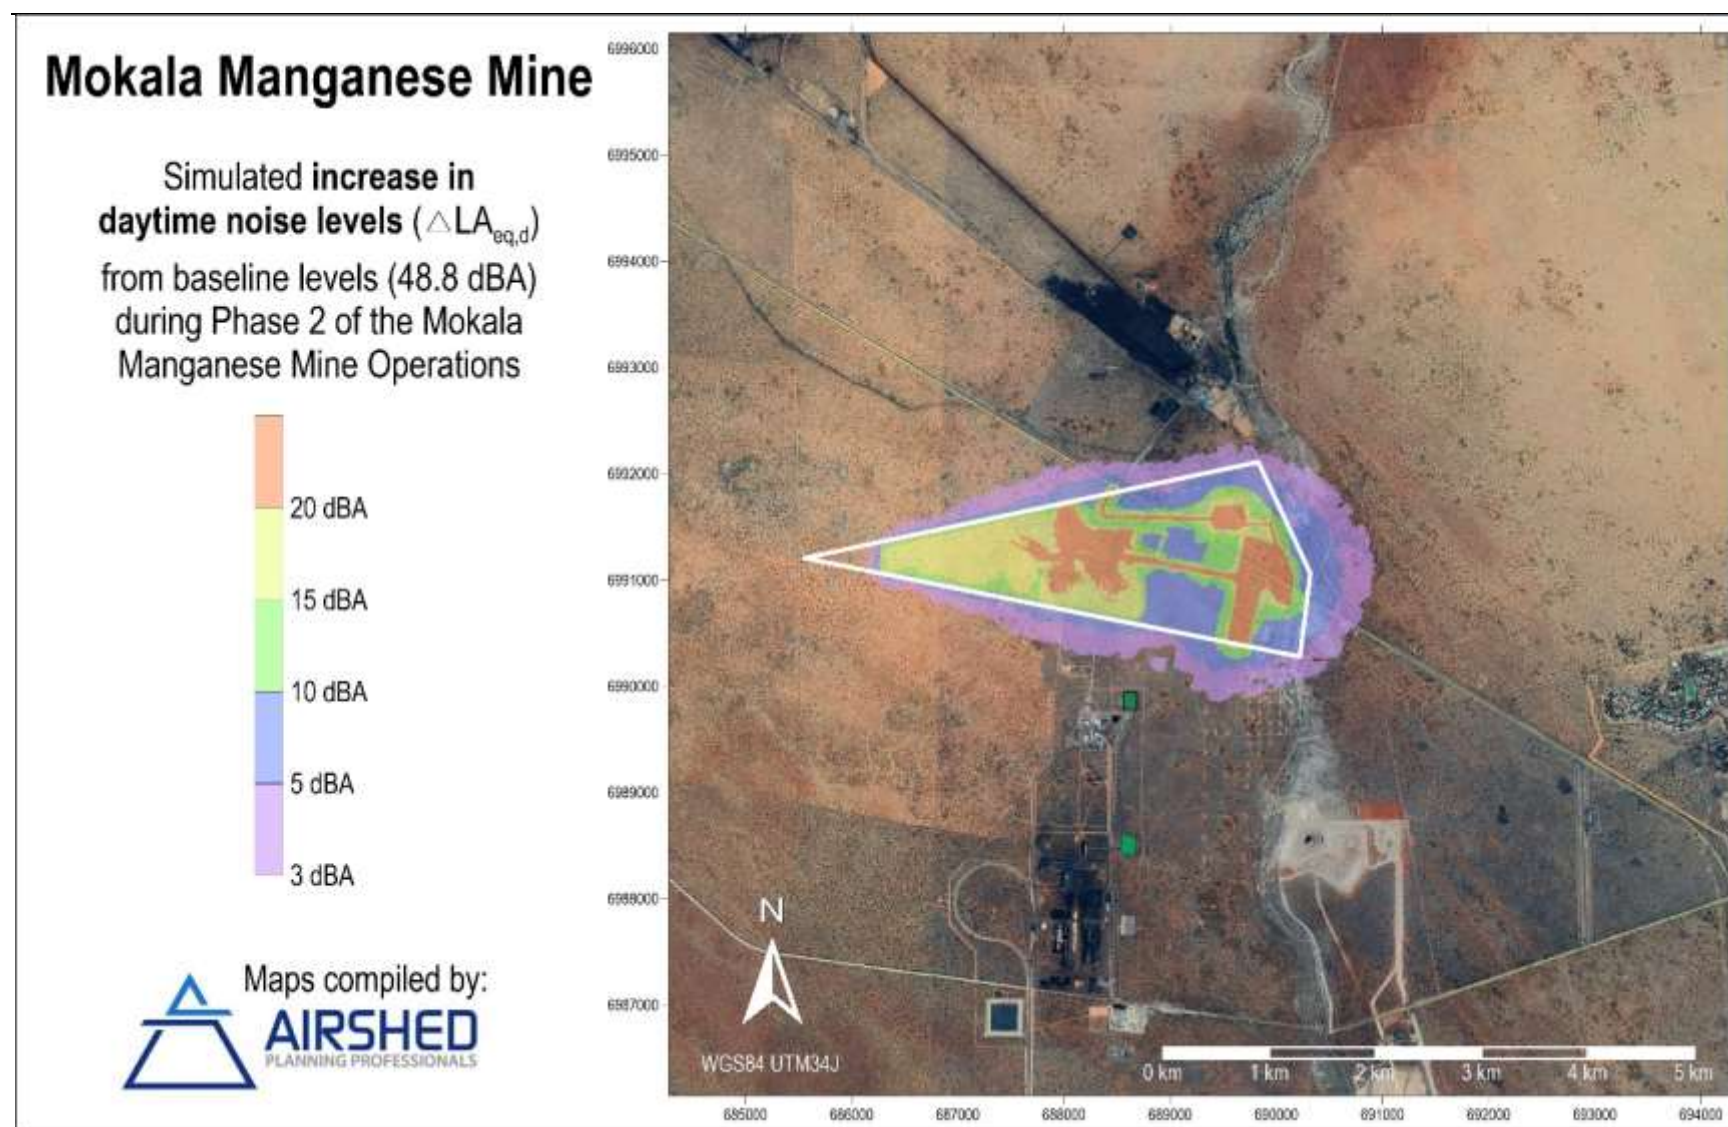 Mokala Manganese Mine
Simulated increase in
daytime noise levels (△LAeq,d)
from baseline levels (48.8 dBA)
during Phase 2 of the Mokala
Manganese Mine Operations
20 dBA
15 dBA
10 dBA
5 dBA
3 dBA
Maps compiled by:
AIRSHED
PLANNING PROFESSIONALS
6996000
6995000
6994000
6993000
6992000
6991000
6990000
6989000
6988000
6987000
N
WGS84 UTM34J
0 km 1 km 2 km 3 km 4 km 5 km
685000 686000 687000 688000 689000 690000 691000 692000 693000 694000